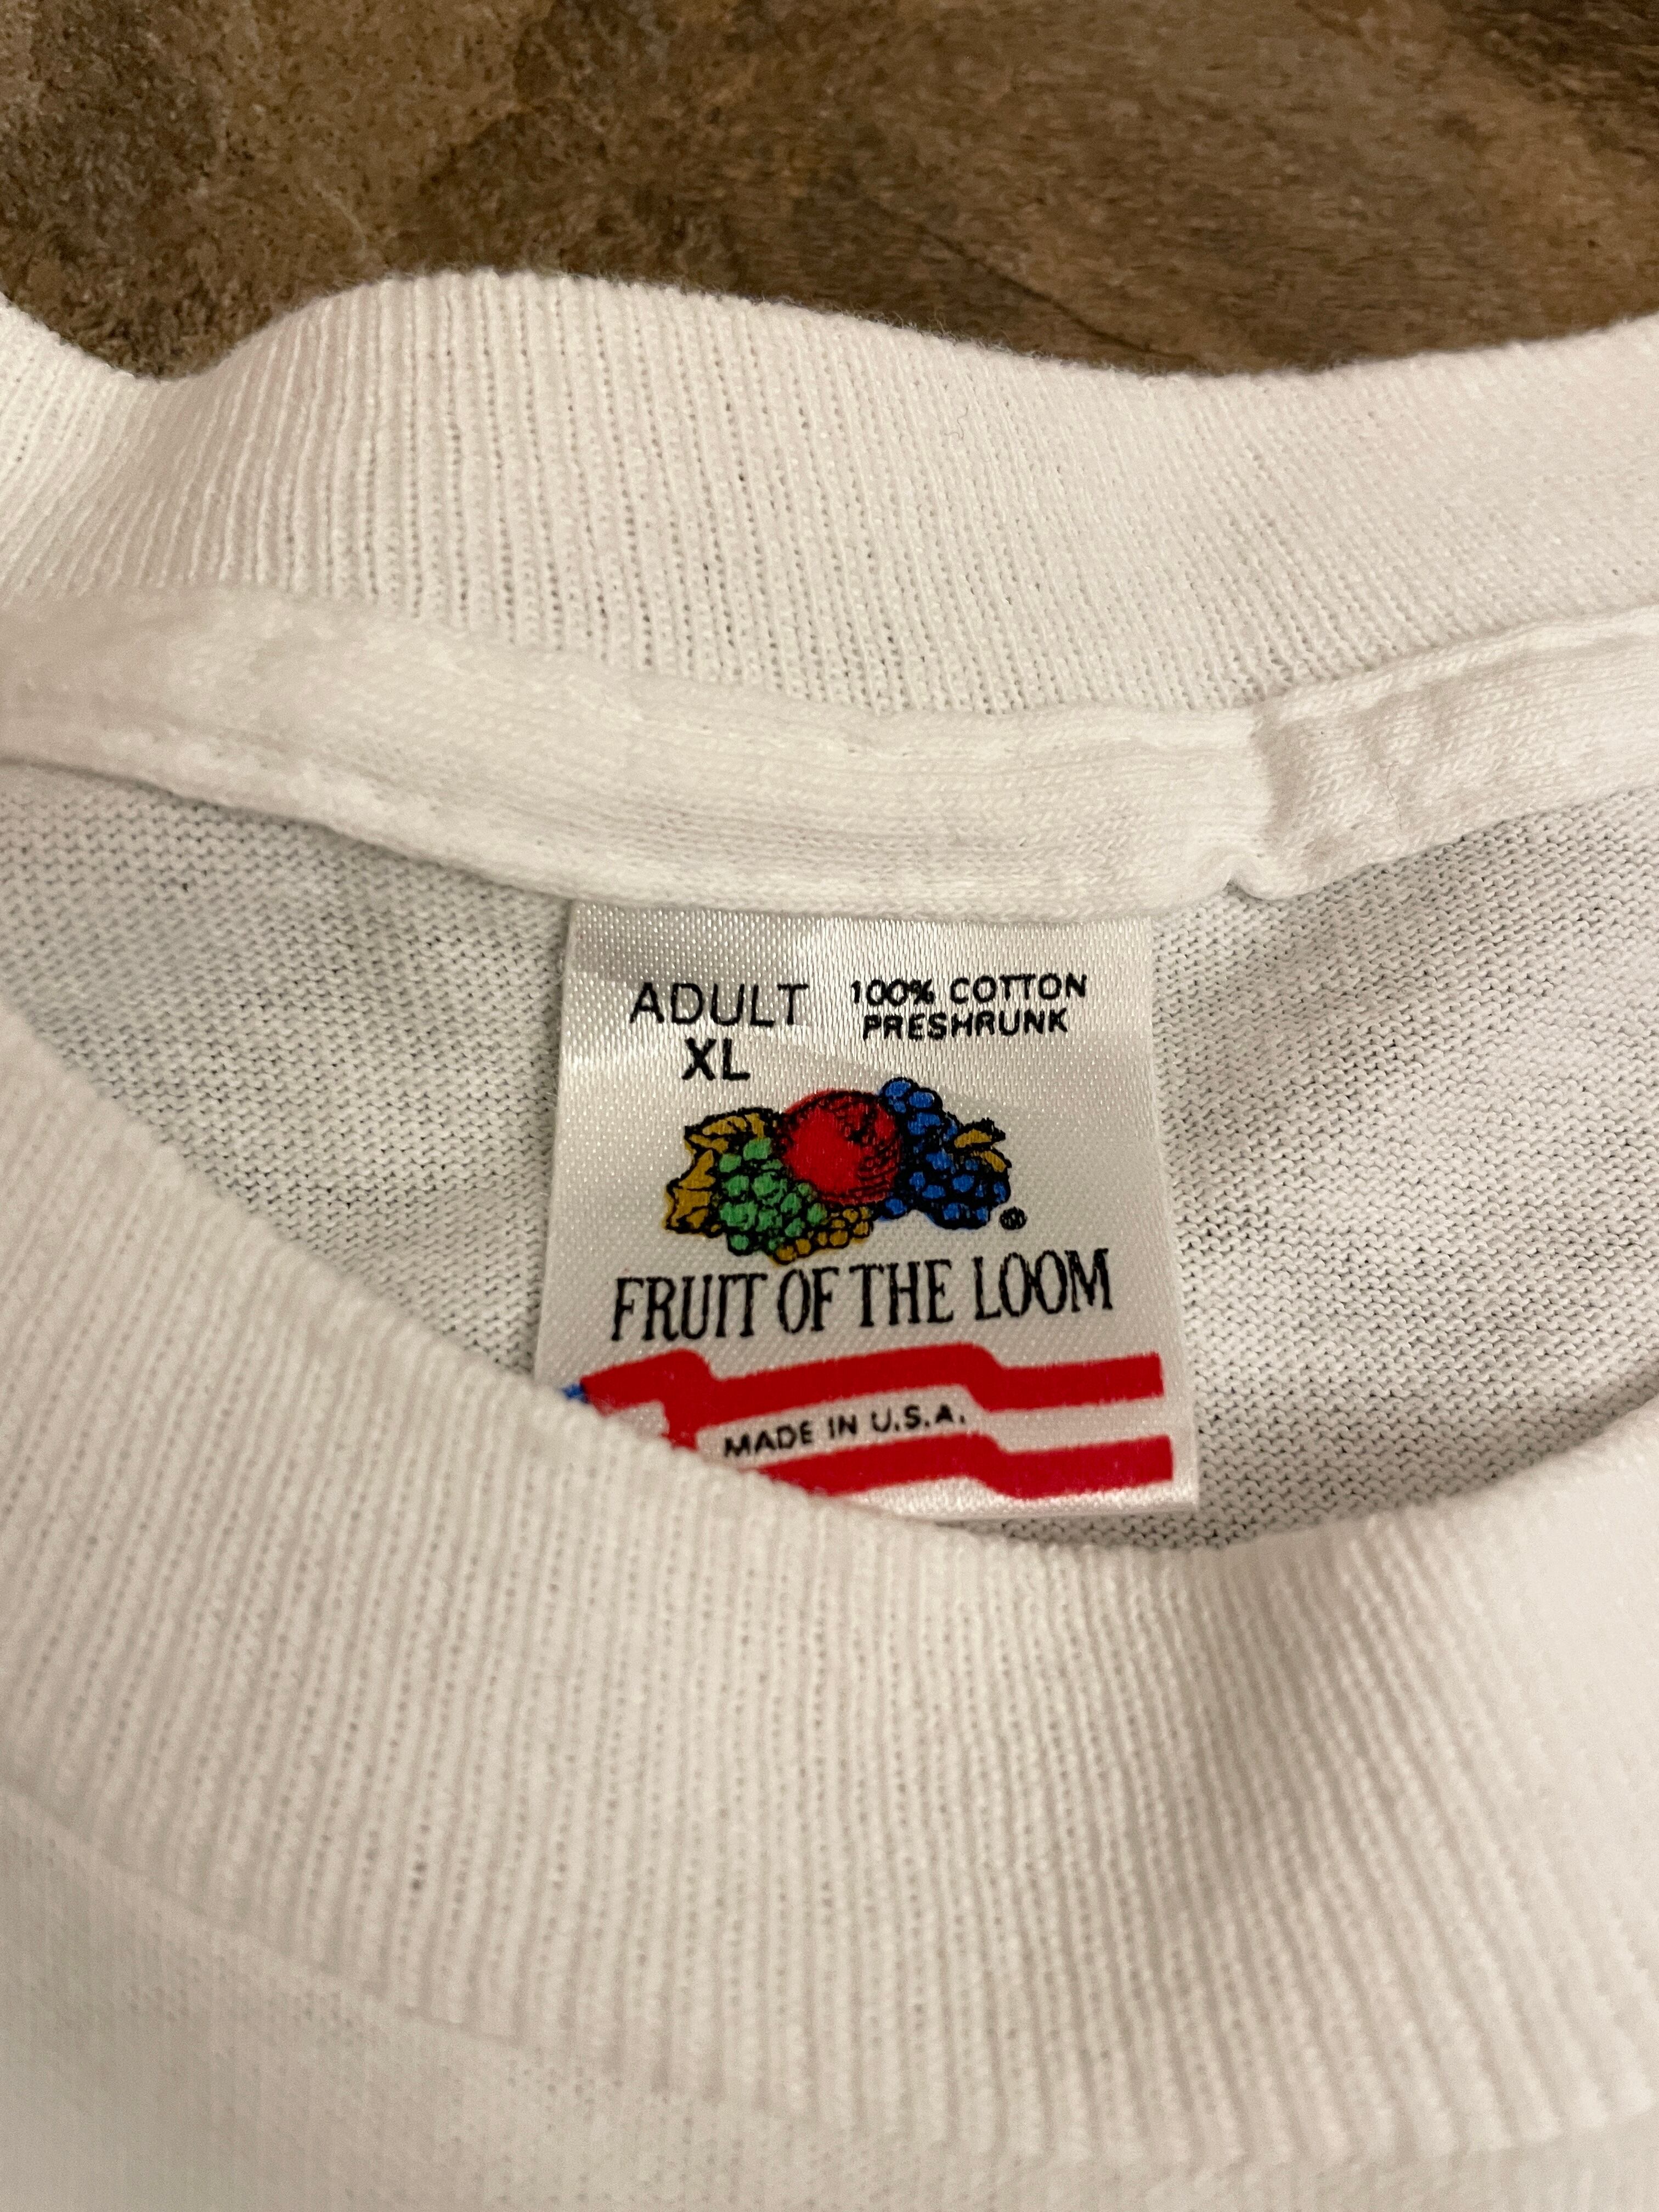 ADULT
XL
100% COTTON
PRESHRUNK
®
FRUIT OF THE LOOM
MADE IN U.S.A.